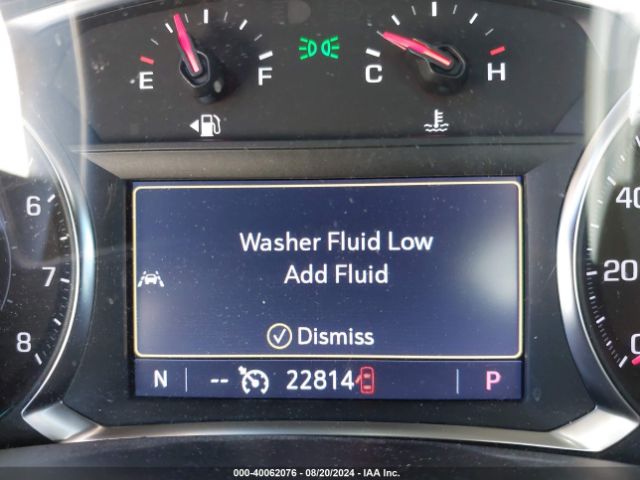 E F C H
6
7
8
40
20
0
Washer Fluid Low
Add Fluid
Dismiss
N -- 22814 P
000-40062076 - 08/20/2024 - IAA Inc.